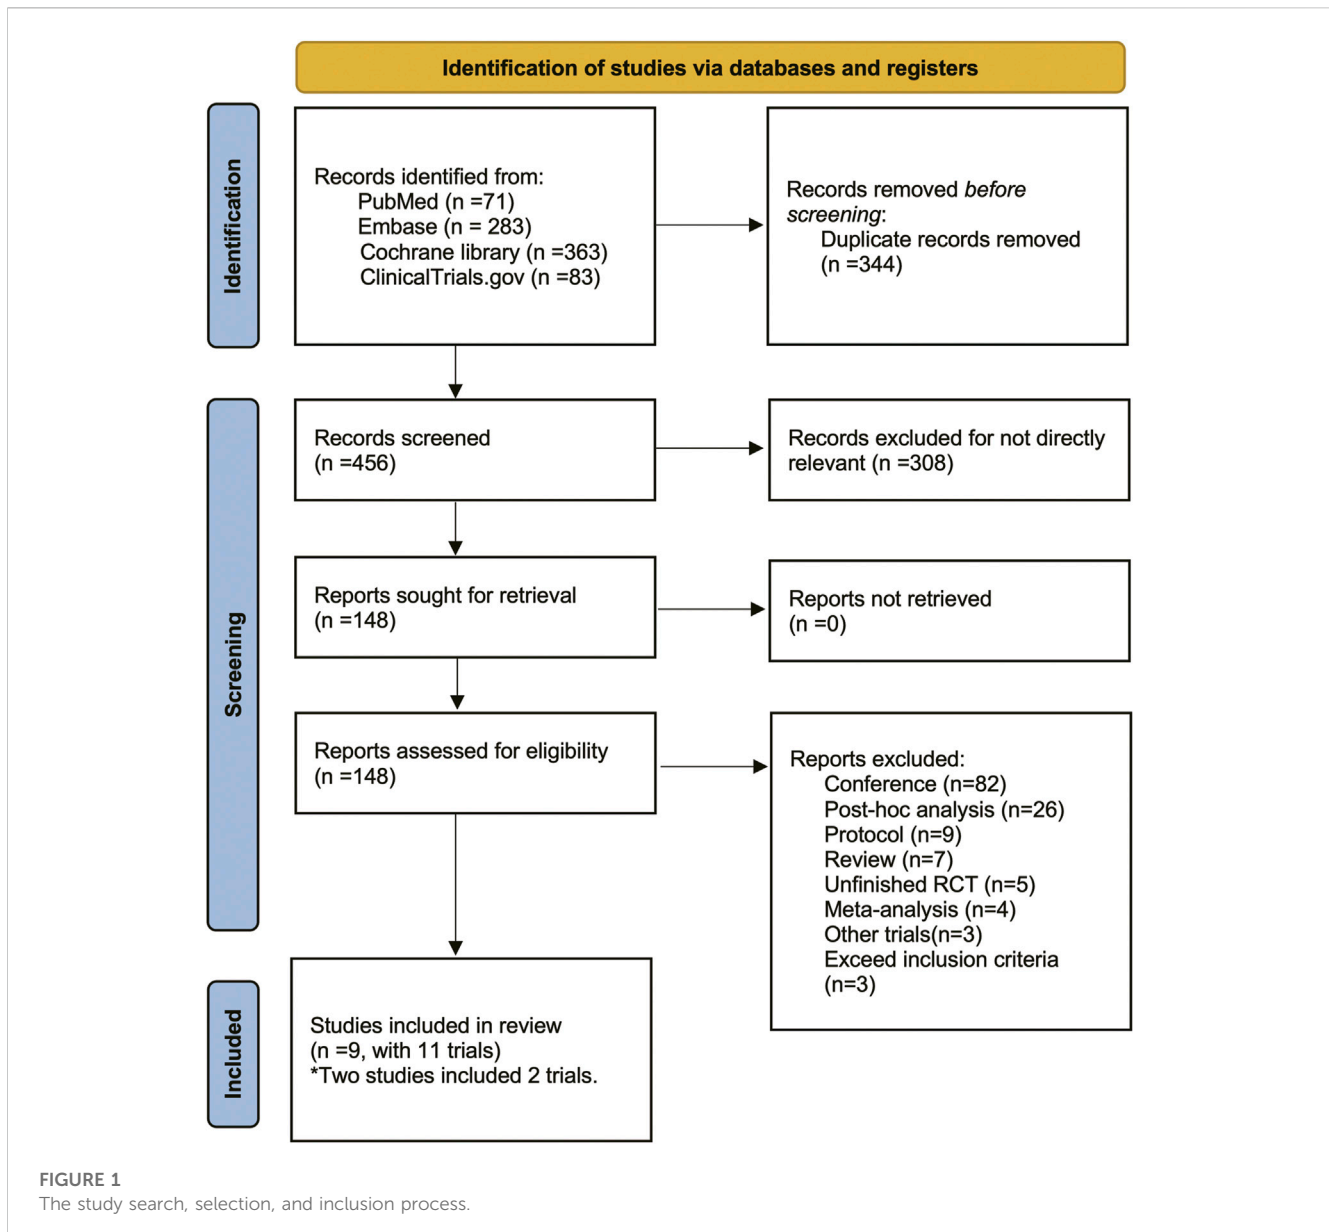 Identification of studies via databases and registers
Identification
Records identified from:
PubMed (n =71)
Embase (n = 283)
Cochrane library (n =363)
ClinicalTrials.gov (n =83)
Records removed before
screening:
Duplicate records removed
(n =344)
Screening
Records screened
(n =456)
Records excluded for not directly
relevant (n =308)
Reports sought for retrieval
(n =148)
Reports not retrieved
(n =0)
Reports assessed for eligibility
(n =148)
Reports excluded:
Conference (n=82)
Post-hoc analysis (n=26)
Protocol (n=9)
Review (n=7)
Unfinished RCT (n=5)
Meta-analysis (n=4)
Other trials(n=3)
Exceed inclusion criteria
(n=3)
Included
Studies included in review
(n =9, with 11 trials)
*Two studies included 2 trials.
FIGURE 1
The study search, selection, and inclusion process.